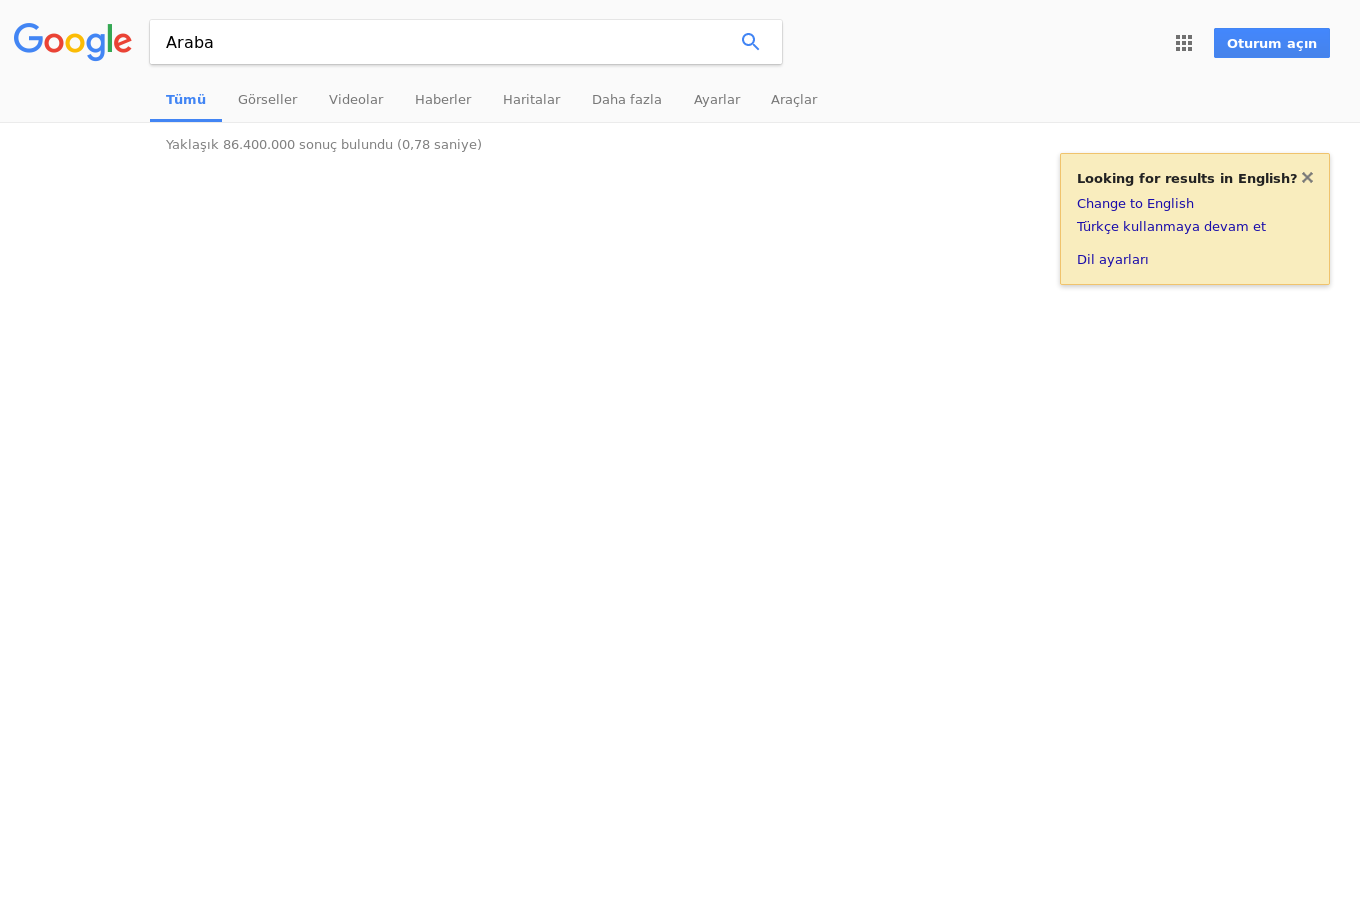 Google
Araba
Oturum açın
Tümü Görseller Videolar Haberler Haritalar Daha fazla Ayarlar Araçlar
Yaklaşık 86.400.000 sonuç bulundu (0,78 saniye)
Looking for results in English?
Change to English
Türkçe kullanmaya devam et
Dil ayarları